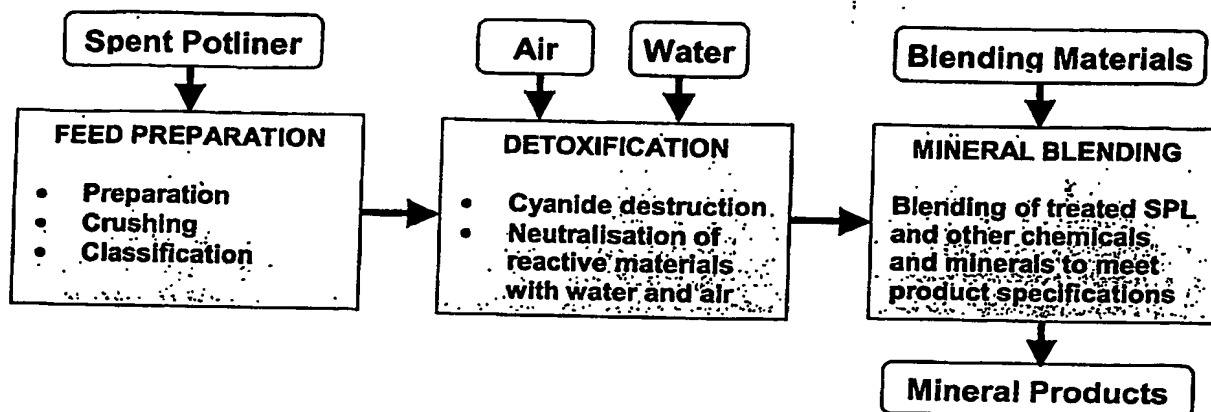 Spent Potliner
Air
Water
Blending Materials
FEED PREPARATION
• Preparation
• Crushing
• Classification
DETOXIFICATION
• Cyanide destruction
• Neutralisation of
reactive materials
with water and air
MINERAL BLENDING
Blending of treated SPL
and other chemicals
and minerals to meet
product specifications
Mineral Products